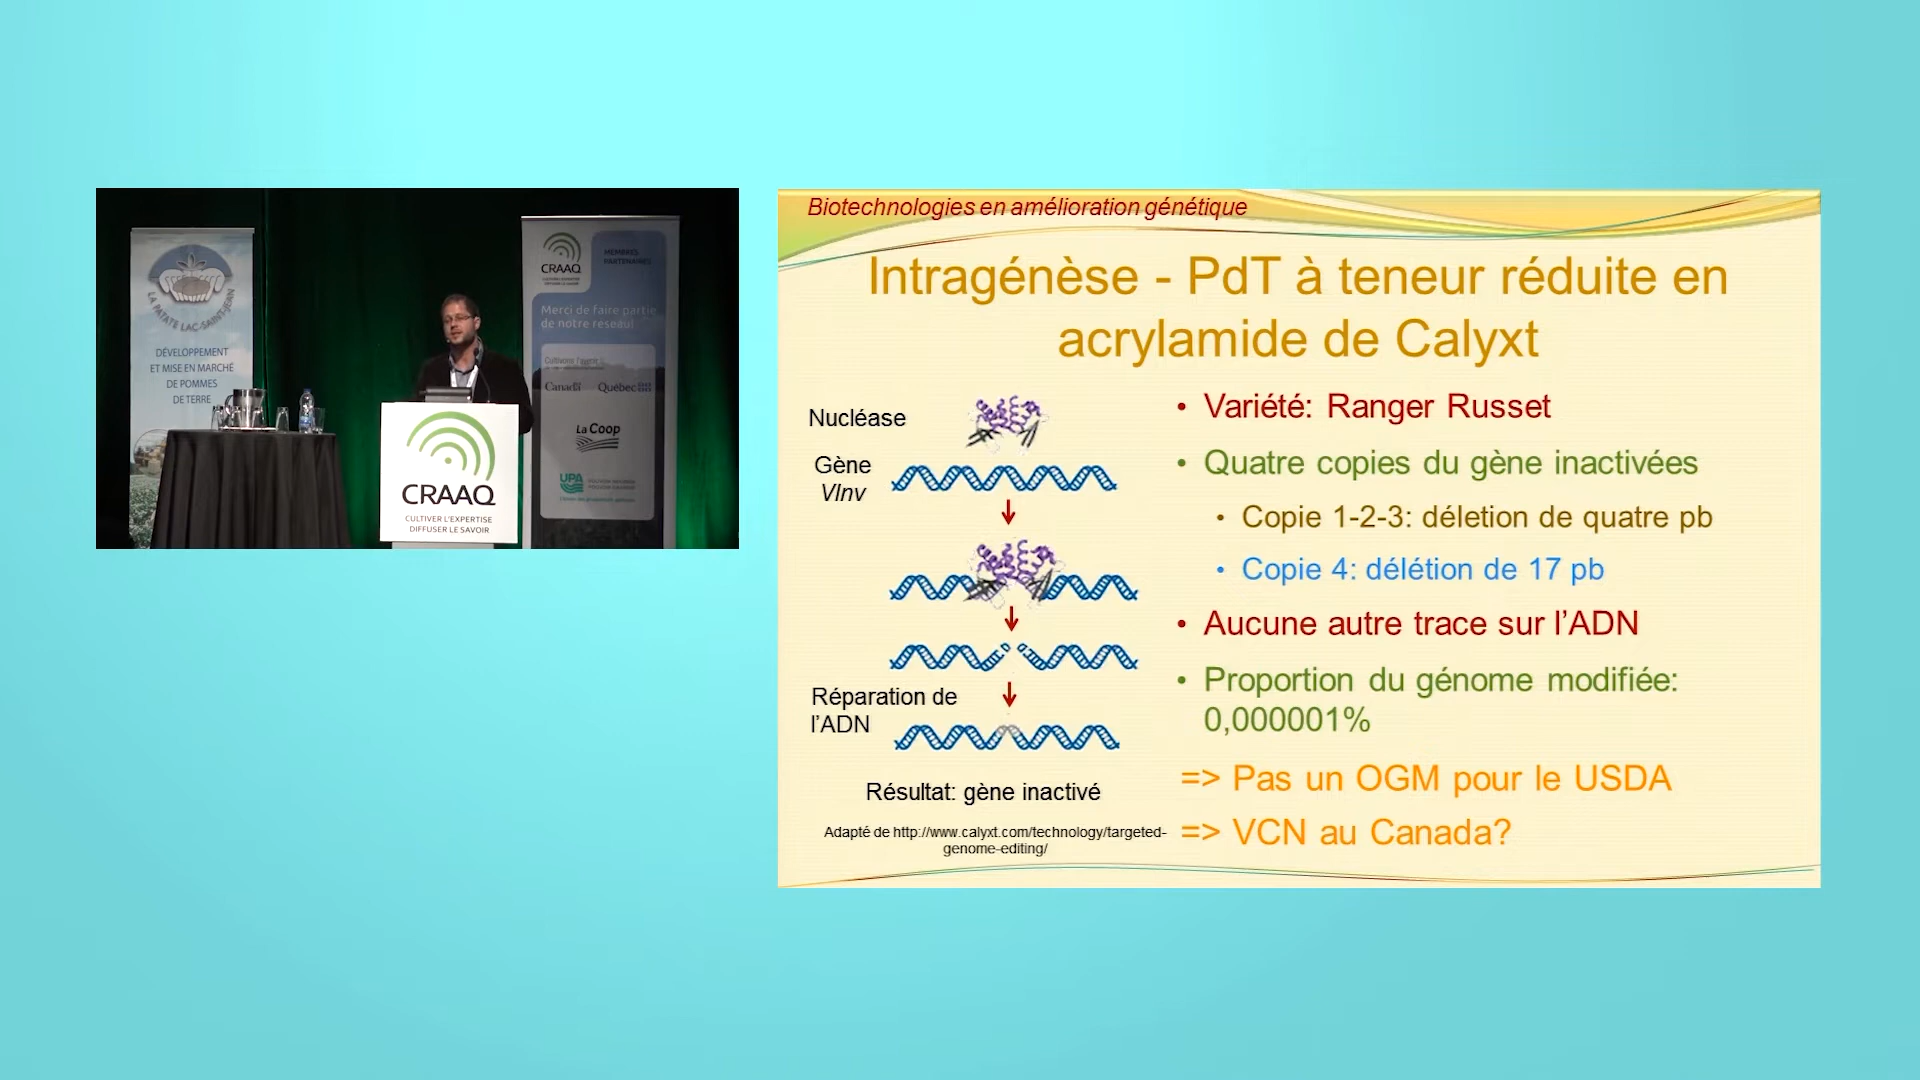 LA PATATE LAC-SAINT-JEAN
DÉVELOPPEMENT
ET MISE EN MARCHÉ
DE POMMES
DE TERRE
CRAAQ
CULTIVER L'EXPERTISE
DIFFUSER LE SAVOIR
CRAAQ
MEMBRES
PARTENAIRES
Merci de faire partie
de notre réseau!
Canada
Québec
La Coop
UPA
Biotechnologies en amélioration génétique
Intragénèse - PdT à teneur réduite en
acrylamide de Calyxt
Nucléase
Gène
VInv
Réparation de
l'ADN
Résultat: gène inactivé
Adapté de http://www.calyxt.com/technology/targeted-
genome-editing/
• Variété: Ranger Russet
• Quatre copies du gène inactivées
• Copie 1-2-3: déletion de quatre pb
• Copie 4: délétion de 17 pb
• Aucune autre trace sur l'ADN
• Proportion du génome modifiée:
0,000001%
=> Pas un OGM pour le USDA
=> VCN au Canada?